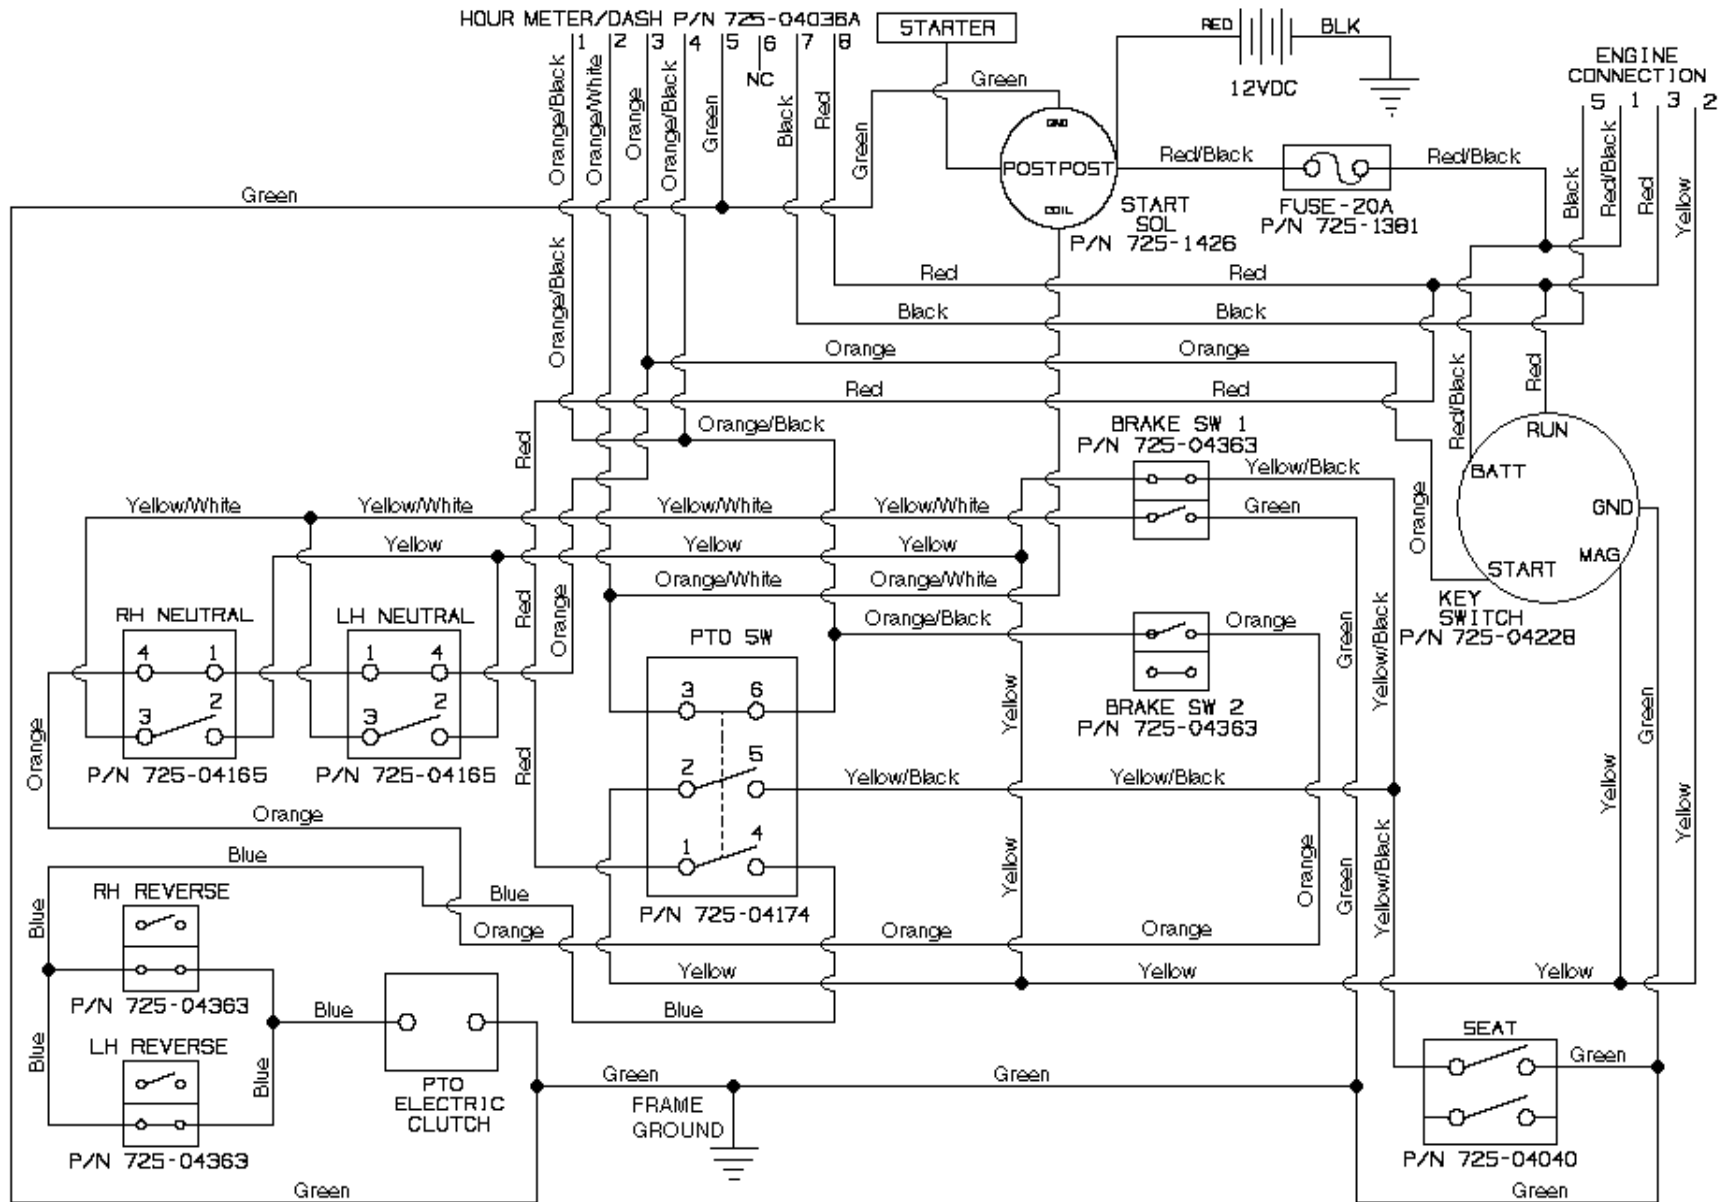 HOUR METER/DASH P/N 725-04036A
1 2 3 4 5 6 7 8
NC
STARTER
RED
BLK
12VDC
ENGINE
CONNECTION
5 1 3 2
Orange/Black
Orange/White
Orange
Orange/Black
Green
Black
Red
Green
Green
GND
POST POST
COIL
START
SOL
P/N 725-1426
Red/Black
FUSE-20A
P/N 725-1381
Red/Black
Black
Red/Black
Red
Yellow
Green
Orange/Black
Red
Red
Black
Black
Orange
Orange
Red
Red
Red/Black
Red
Orange/Black
Red
BRAKE SW 1
P/N 725-04363
Yellow/Black
Green
RUN
BATT
GND
MAG
START
KEY
SWITCH
P/N 725-04228
Orange
Yellow/White
Yellow/White
Yellow/White
Yellow/White
Yellow
Yellow
Yellow
Orange/White
Orange/White
Red
Orange
RH NEUTRAL
4 1
3 2
P/N 725-04165
LH NEUTRAL
1 4
3 2
P/N 725-04165
PTO SW
3 6
2 5
1 4
P/N 725-04174
Orange/Black
Orange
BRAKE SW 2
P/N 725-04363
Green
Yellow/Black
Yellow
Green
Yellow
Yellow
Orange
Red
Yellow/Black
Yellow/Black
Orange
Blue
Blue
Yellow
Orange
Green
Yellow/Black
RH REVERSE
P/N 725-04363
Blue
Orange
Orange
Orange
Yellow
Yellow
Yellow
Blue
Blue
LH REVERSE
P/N 725-04363
Blue
Blue
PTO
ELECTRIC
CLUTCH
Green
FRAME
GROUND
Green
SEAT
Green
P/N 725-04040
Green
Green